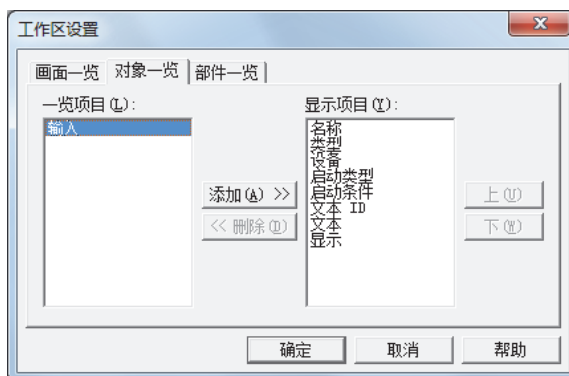 工作区设置
画面一览 对象一览 部件一览
一览项目(L):
输入
添加(A) >>
<< 删除(D)
显示项目(Y):
名称
类型
设备
启动类型
启动条件
文本 ID
文本
显示
上(U)
下(W)
确定 取消 帮助